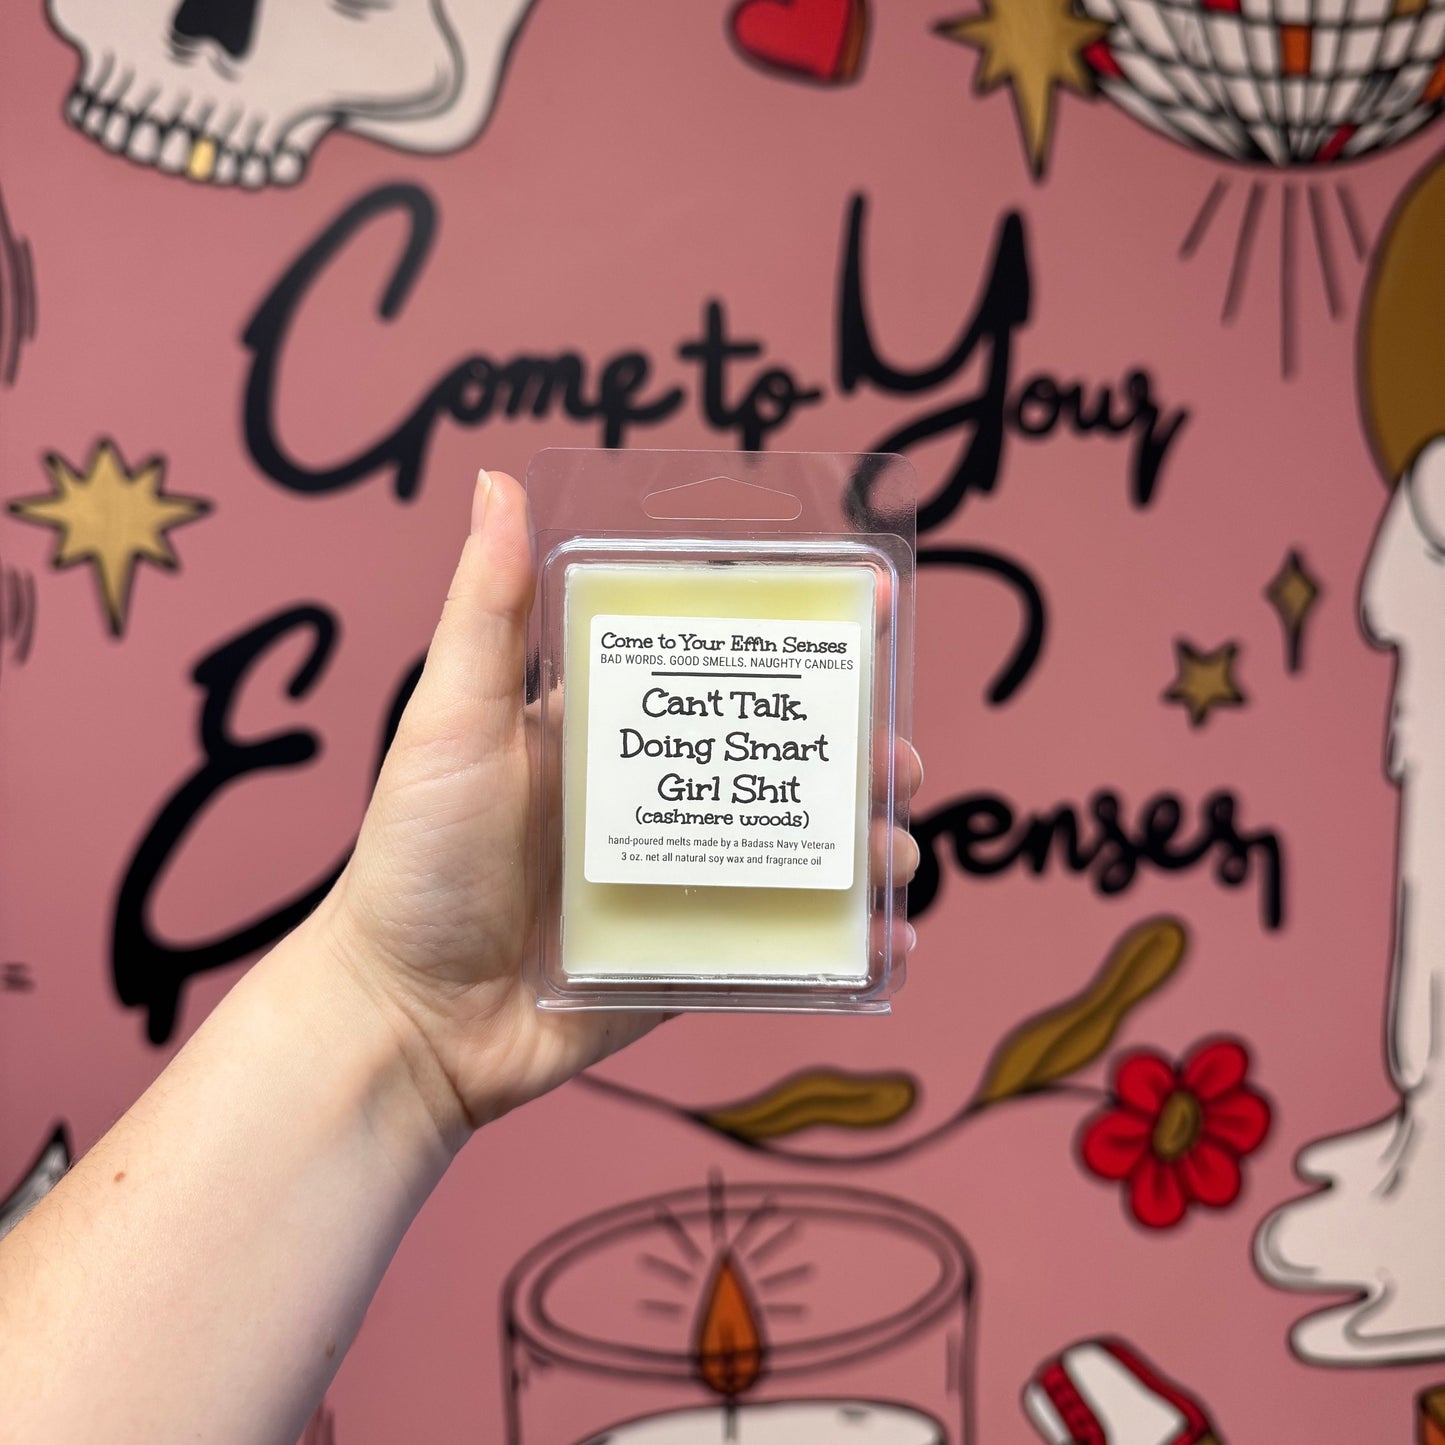 Come to Your
E Senses
Come to Your Effin Senses
BAD WORDS. GOOD SMELLS. NAUGHTY CANDLES
Can't Talk,
Doing Smart
Girl Shit
(cashmere woods)
hand-poured melts made by a Badass Navy Veteran
3 oz. net all natural soy wax and fragrance oil